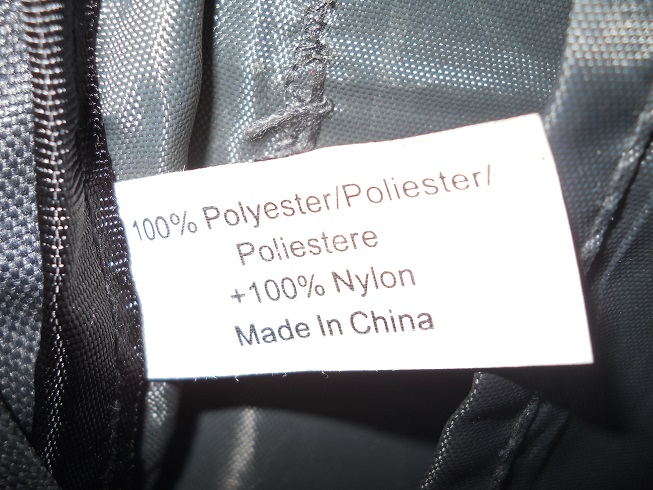 100% Polyester/Poliester/
Poliestere
+100% Nylon
Made In China